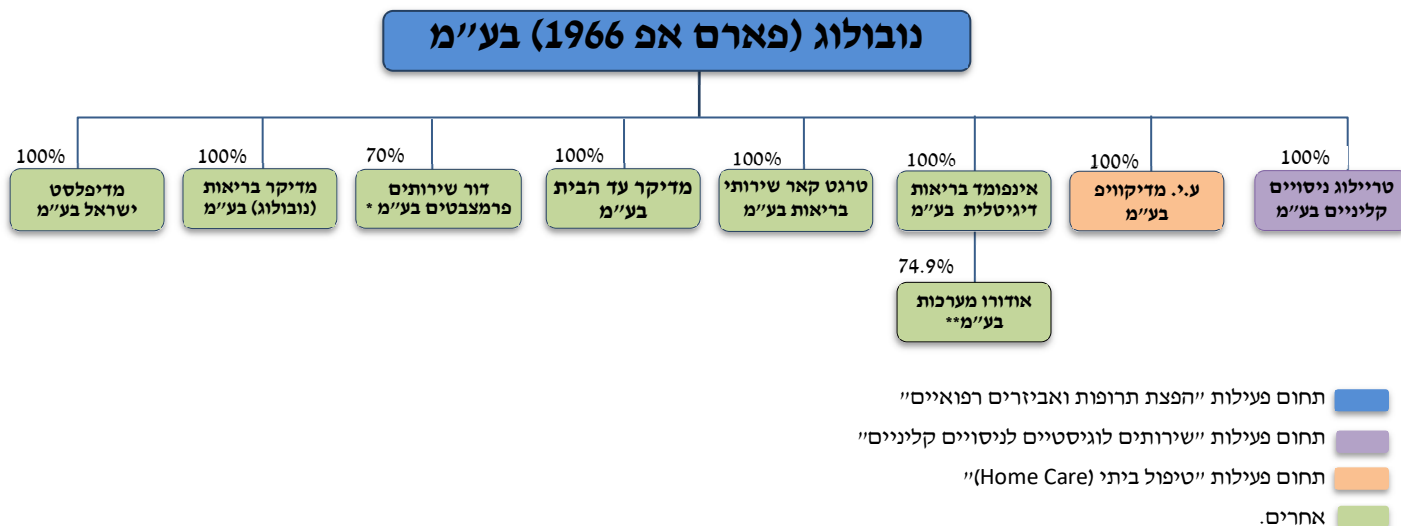 נובולוג (פארם אפ 1966) בע"מ
100%
טריילוג ניסויים
קליניים בע"מ
100%
ע.י. מדיקוויפ
בע"מ
100%
אינפומד בריאות
דיגיטלית בע"מ
100%
טרגט קאר שירותי
בריאות בע"מ
100%
מדיקר עד הבית
בע"מ
70%
דור שירותים
פרמצבטים בע"מ *
100%
מדיקר בריאות
(נובולוג) בע"מ
100%
מדיפלסט
ישראל בע"מ
74.9%
אודורו מערכות
בע"מ**
תחום פעילות "הפצת תרופות ואביזרים רפואיים"
תחום פעילות "שירותים לוגיסטיים לניסויים קליניים"
תחום פעילות "טיפול ביתי (Home Care)"
אחרים.